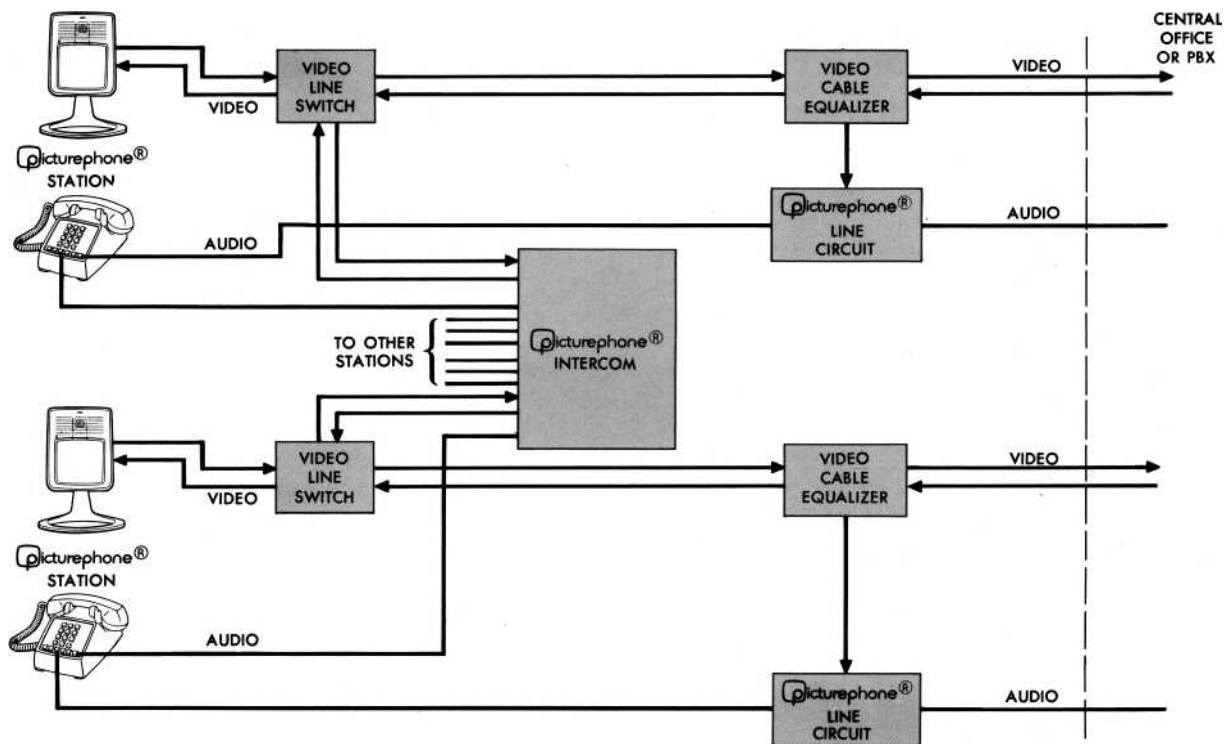 CENTRAL
OFFICE
OR PBX
VIDEO
LINE
SWITCH
VIDEO
CABLE
EQUALIZER
VIDEO
VIDEO
picturephone®
STATION
picturephone®
LINE
CIRCUIT
AUDIO
AUDIO
TO OTHER
STATIONS
picturephone®
INTERCOM
VIDEO
LINE
SWITCH
VIDEO
CABLE
EQUALIZER
VIDEO
VIDEO
picturephone®
STATION
AUDIO
picturephone®
LINE
CIRCUIT
AUDIO